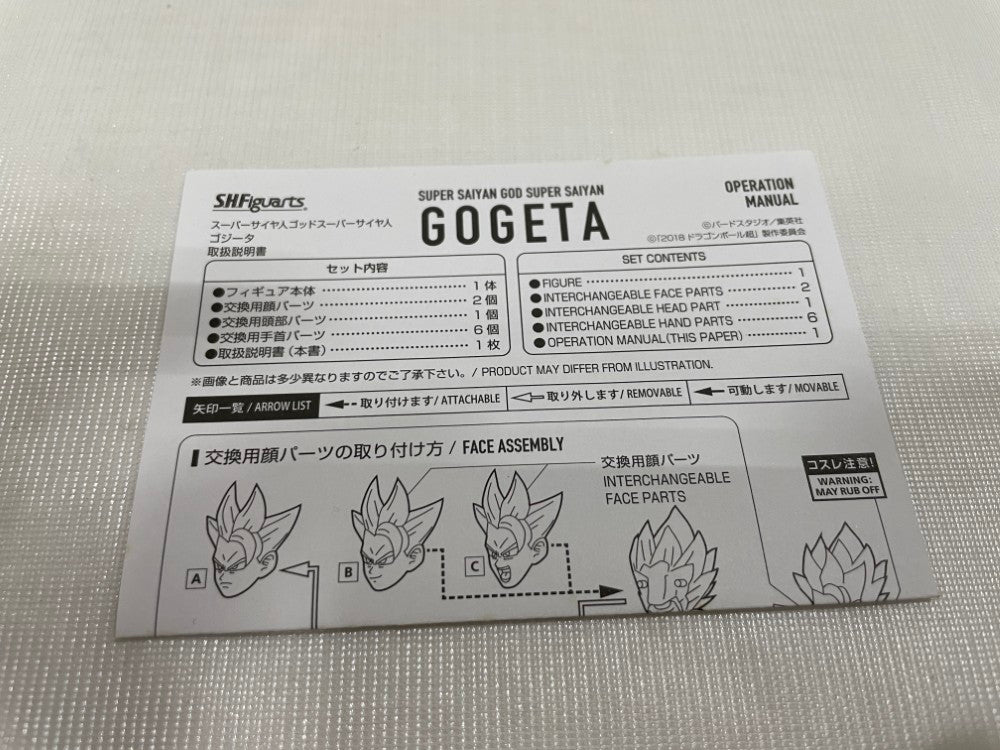 S.H.Figuarts
SUPER SAIYAN GOD SUPER SAIYAN
GOGETA
OPERATION
MANUAL
スーパーサイヤ人ゴッドスーパーサイヤ人
ゴジータ
取扱説明書
©バードスタジオ／集英社
©「2018 ドラゴンボール超」製作委員会
セット内容
●フィギュア本体 1 体
●交換用顔パーツ 2 個
●交換用頭部パーツ 1 個
●交換用手首パーツ 6 個
●取扱説明書（本書） 1 枚
SET CONTENTS
●FIGURE 1
●INTERCHANGEABLE FACE PARTS 2
●INTERCHANGEABLE HEAD PART 1
●INTERCHANGEABLE HAND PARTS 6
●OPERATION MANUAL(THIS PAPER) 1
※画像と商品は多少異なりますのでご了承下さい。/ PRODUCT MAY DIFFER FROM ILLUSTRATION.
矢印一覧 / ARROW LIST
取り付けます/ ATTACHABLE
取り外します/ REMOVABLE
可動します/ MOVABLE
交換用顔パーツの取り付け方 / FACE ASSEMBLY
交換用顔パーツ
INTERCHANGEABLE
FACE PARTS
コスレ注意!
WARNING:
MAY RUB OFF
A
B
C